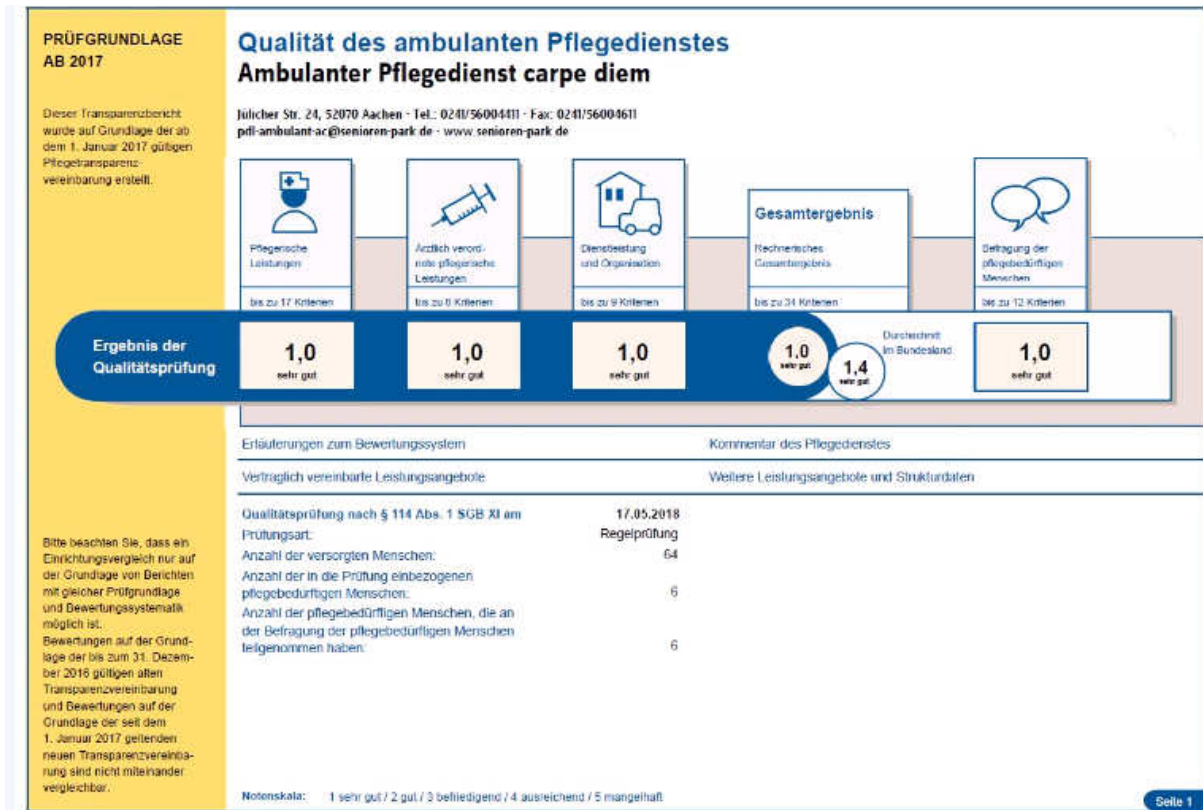 PRÜFGRUNDLAGE
AB 2017
Dieser Transparenzbericht
wurde auf Grundlage der ab
dem 1. Januar 2017 gültigen
Pflegetransparenz-
vereinbarung erstellt.
Qualität des ambulanten Pflegedienstes
Ambulanter Pflegedienst carpe diem
Jülicher Str. 24, 52070 Aachen · Tel.: 0241/56004411 · Fax: 0241/56004611
pdl-ambulant-ac@senioren-park.de · www.senioren-park.de
Pflegerische
Leistungen
bis zu 17 Kriterien
Ärztlich verord-
nete pflegerische
Leistungen
bis zu 8 Kriterien
Dienstleistung
und Organisation
bis zu 9 Kriterien
Gesamtergebnis
Rechnerisches
Gesamtergebnis
bis zu 34 Kriterien
Befragung der
pflegebedürftigen
Menschen
bis zu 12 Kriterien
Ergebnis der
Qualitätsprüfung
1,0
sehr gut
1,0
sehr gut
1,0
sehr gut
1,0
sehr gut
1,4
sehr gut
Durchschnitt
im Bundesland
1,0
sehr gut
Erläuterungen zum Bewertungssystem
Kommentar des Pflegedienstes
Vertraglich vereinbarte Leistungsangebote
Weitere Leistungsangebote und Strukturdaten
Qualitätsprüfung nach § 114 Abs. 1 SGB XI am 17.05.2018
Prüfungsart: Regelprüfung
Anzahl der versorgten Menschen: 64
Anzahl der in die Prüfung einbezogenen
pflegebedürftigen Menschen: 6
Anzahl der pflegebedürftigen Menschen, die an
der Befragung der pflegebedürftigen Menschen
teilgenommen haben: 6
Bitte beachten Sie, dass ein
Einrichtungsvergleich nur auf
der Grundlage von Berichten
mit gleicher Prüfgrundlage
und Bewertungssystematik
möglich ist.
Bewertungen auf der Grund-
lage der bis zum 31. Dezem-
ber 2016 gültigen alten
Transparenzvereinbarung
und Bewertungen auf der
Grundlage der seit dem
1. Januar 2017 geltenden
neuen Transparenzvereinba-
rung sind nicht miteinander
vergleichbar.
Notenskala: 1 sehr gut / 2 gut / 3 befriedigend / 4 ausreichend / 5 mangelhaft
Seite 1